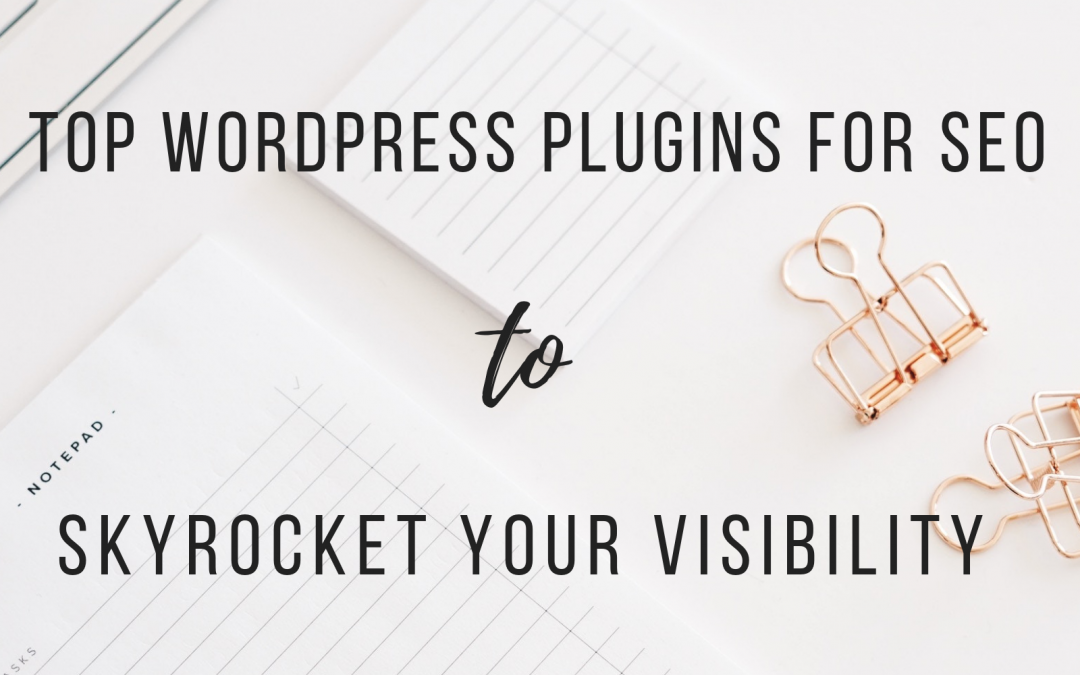 TOP WORDPRESS PLUGINS FOR SEO
to
- NOTEPAD -
SKYROCKET YOUR VISIBILITY